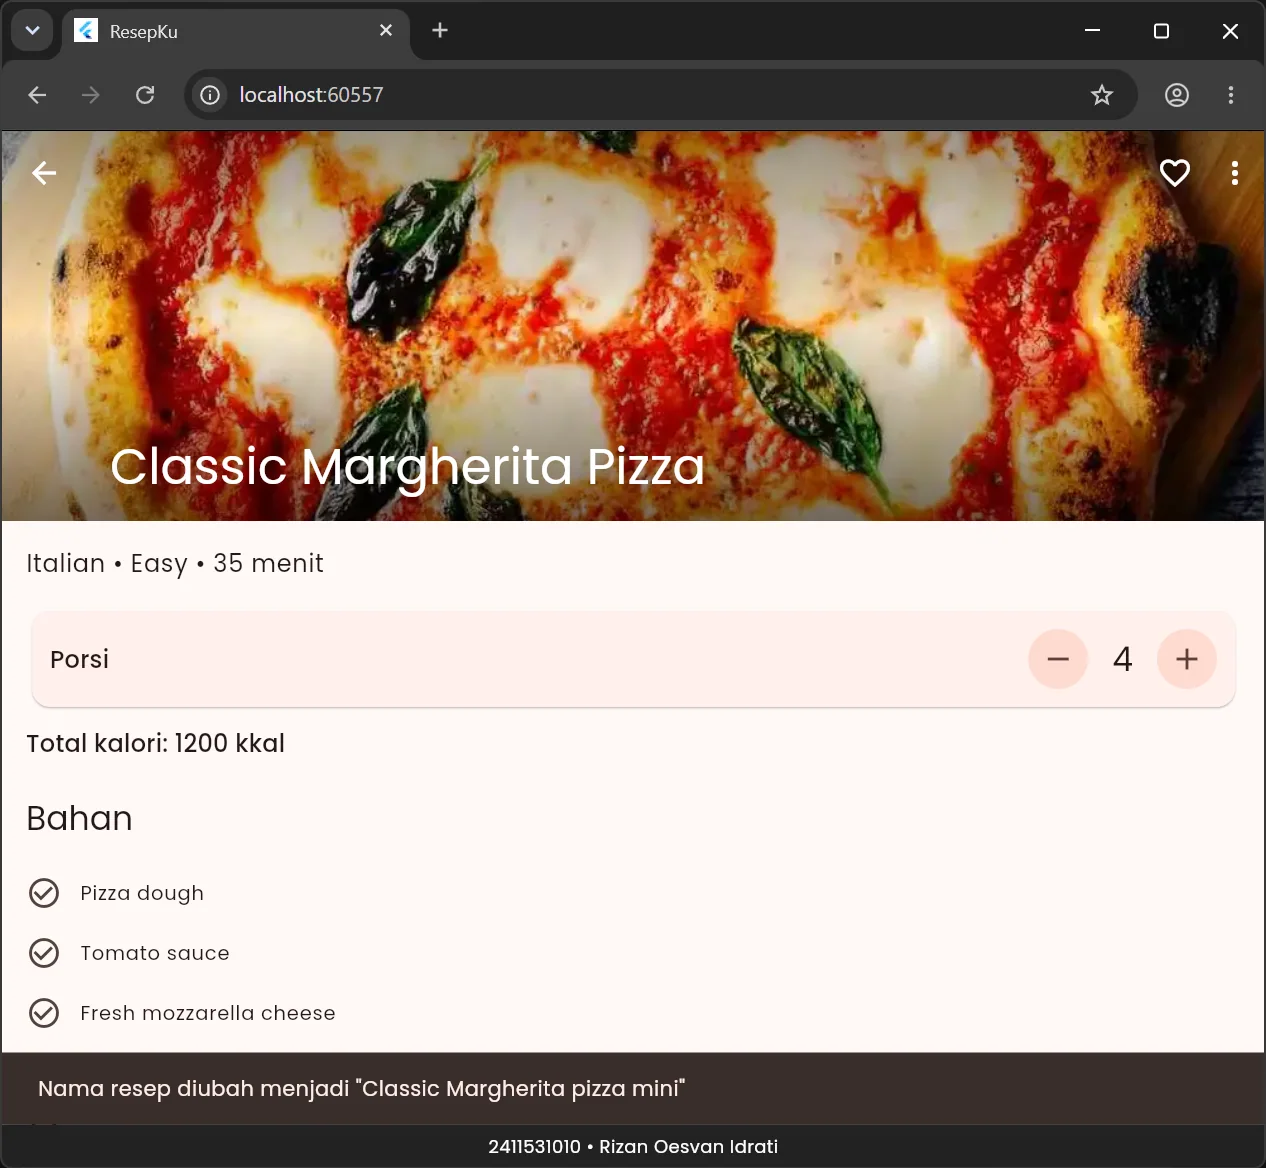 ResepKu
localhost:60557
Classic Margherita Pizza
Italian • Easy • 35 menit
Porsi
4
Total kalori: 1200 kkal
Bahan
Pizza dough
Tomato sauce
Fresh mozzarella cheese
Nama resep diubah menjadi "Classic Margherita pizza mini"
2411531010 • Rizan Oesvan Idrati